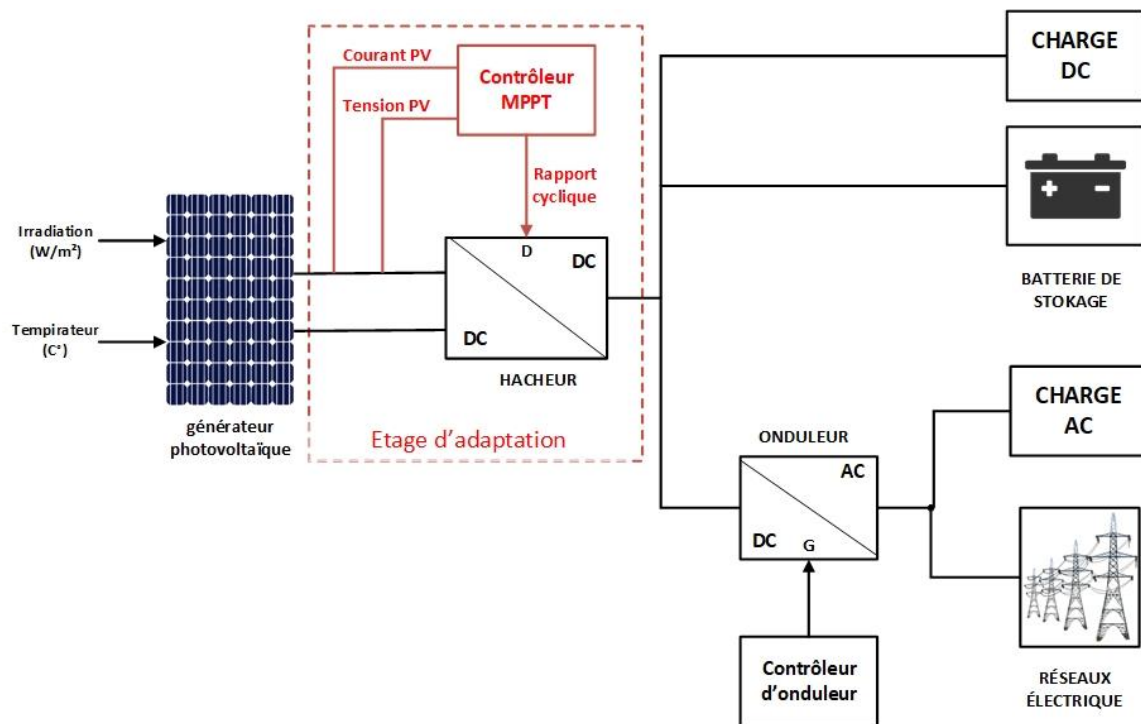 Courant PV
Contrôleur
MPPT
Tension PV
Rapport
cyclique
CHARGE
DC
BATTERIE DE
STOKAGE
Irradiation
(W/m²)
Tempirateur
(C°)
générateur
photovoltaïque
D
DC
DC
HACHEUR
Etage d'adaptation
ONDULEUR
AC
DC
G
Contrôleur
d'onduleur
CHARGE
AC
RÉSEAUX
ÉLECTRIQUE